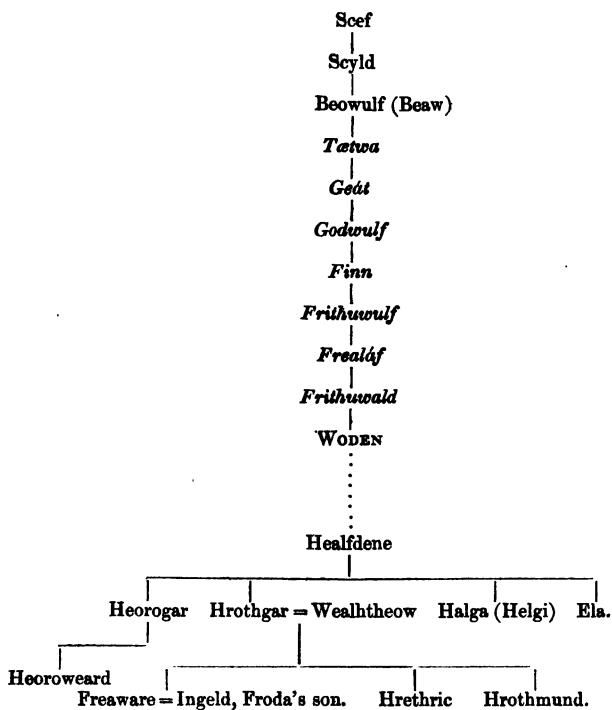 Scef
Scyld
Beowulf (Beaw)
Tætwa
Geát
Godwulf
Finn
Frithuwulf
Frealáf
Frithuwald
WODEN
Healfdene
Heorogar Hrothgar = Wealhtheow Halga (Helgi) Ela.
Heoroweard
Freaware = Ingeld, Froda's son. Hrethric Hrothmund.